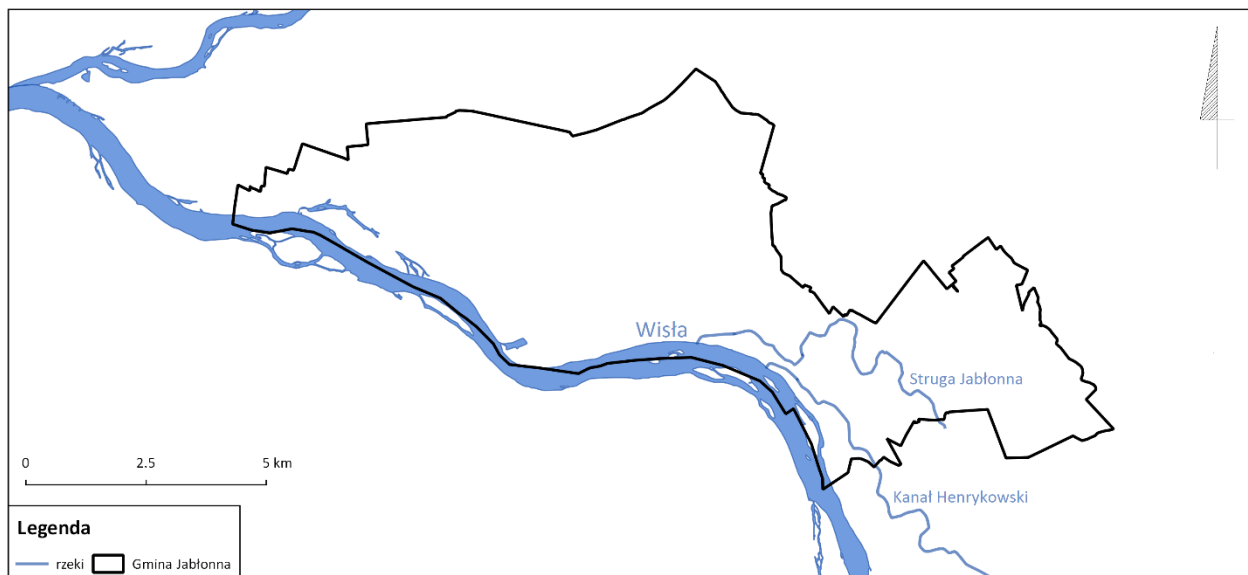 Wisła
Struga Jabłonna
Kanał Henrykowski
0 2.5 5 km
Legenda
rzeki Gmina Jabłonna